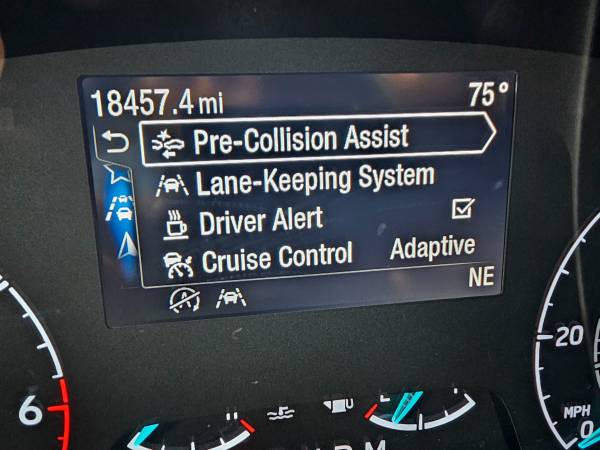 18457.4 mi 75°
Pre-Collision Assist
Lane-Keeping System
Driver Alert
Cruise Control Adaptive
NE
6
20
MPH 0